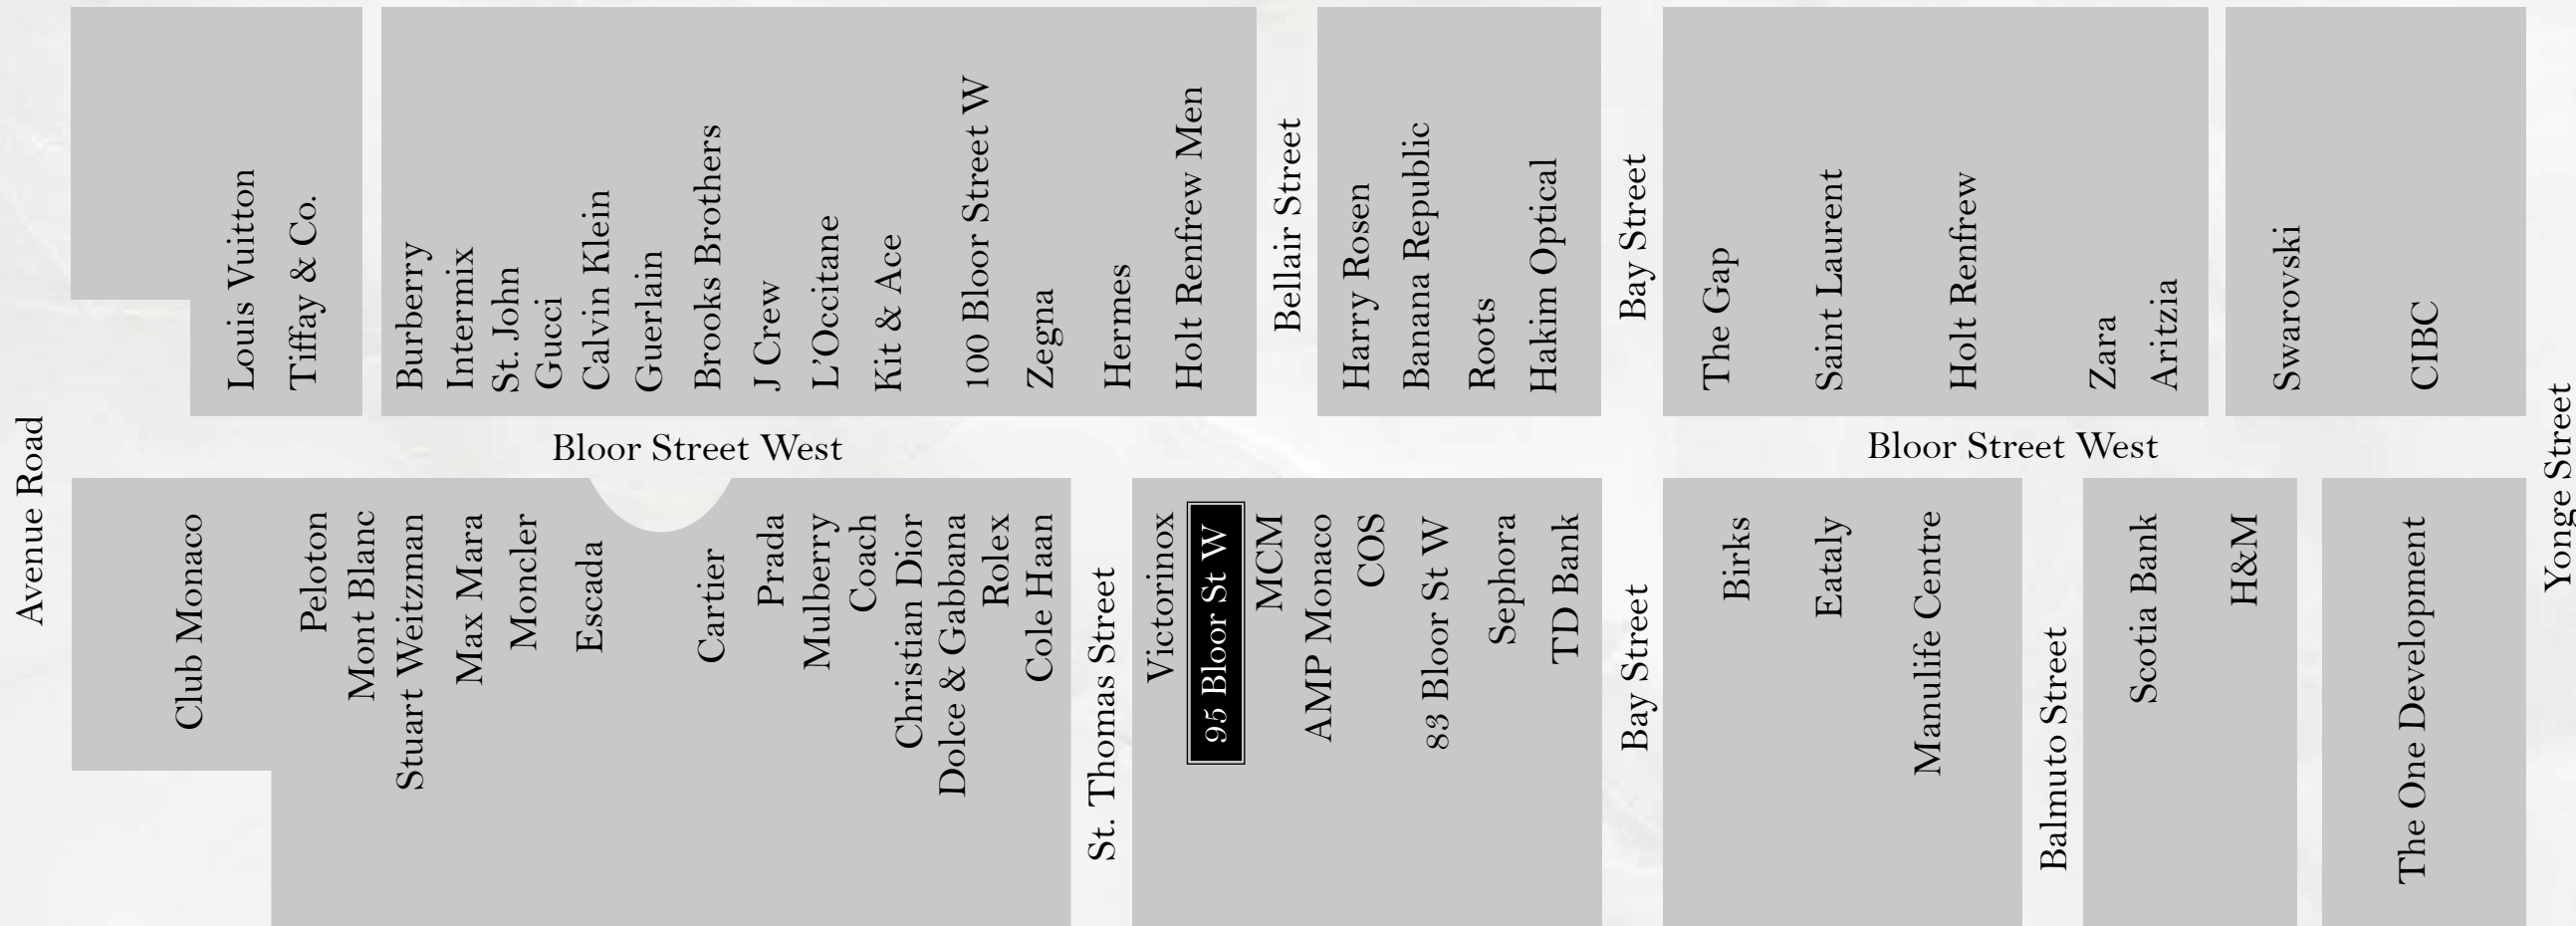 Louis Vuitton
Tiffay & Co.
Burberry
Intermix
St. John
Gucci
Calvin Klein
Guerlain
Brooks Brothers
J Crew
L’Occitane
Kit & Ace
100 Bloor Street W
Zegna
Hermes
Holt Renfrew Men
Bellair Street
Harry Rosen
Banana Republic
Roots
Hakim Optical
Bay Street
The Gap
Saint Laurent
Holt Renfrew
Zara
Aritzia
Swarovski
CIBC
Avenue Road
Bloor Street West
Bloor Street West
Yonge Street
Club Monaco
Peloton
Mont Blanc
Stuart Weitzman
Max Mara
Moncler
Escada
Cartier
Prada
Mulberry
Coach
Christian Dior
Dolce & Gabbana
Rolex
Cole Haan
St. Thomas Street
Victorinox
95 Bloor St W
MCM
AMP Monaco
COS
83 Bloor St W
Sephora
TD Bank
Bay Street
Birks
Eataly
Manulife Centre
Balmuto Street
Scotia Bank
H&M
The One Development